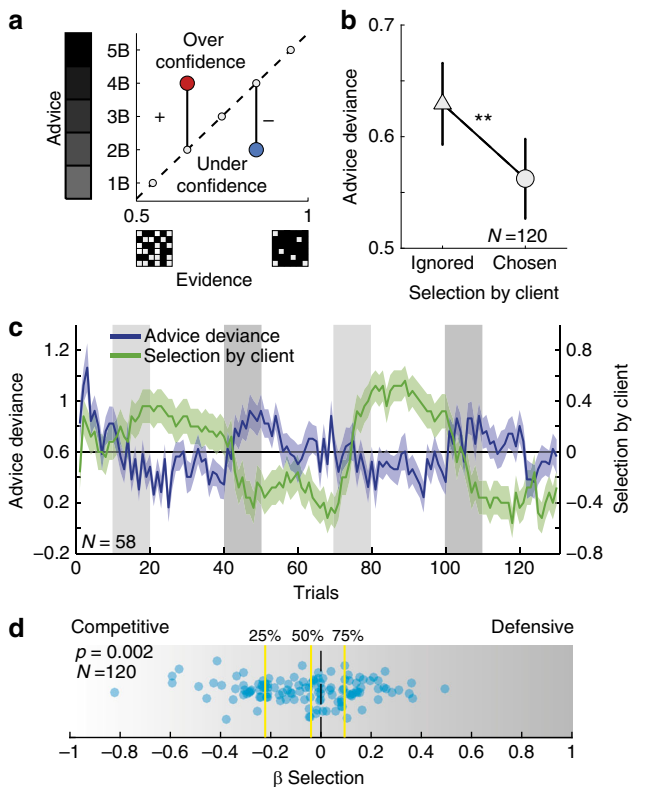 a
Advice
5B
4B
3B
2B
1B
Over
confidence
+
–
Under
confidence
0.5
1
Evidence
b
Advice deviance
0.7
0.6
0.5
**
N =120
Ignored
Chosen
Selection by client
c
Advice deviance
Selection by client
Advice deviance
1.2
1
0.6
0.2
–0.2
0.8
0.4
0
–0.4
–0.8
Selection by client
N = 58
0
20
40
60
80
100
120
Trials
d
Competitive
25%
50%
75%
Defensive
p = 0.002
N =120
–1
–0.8
–0.6
–0.4
–0.2
0
0.2
0.4
0.6
0.8
1
β Selection